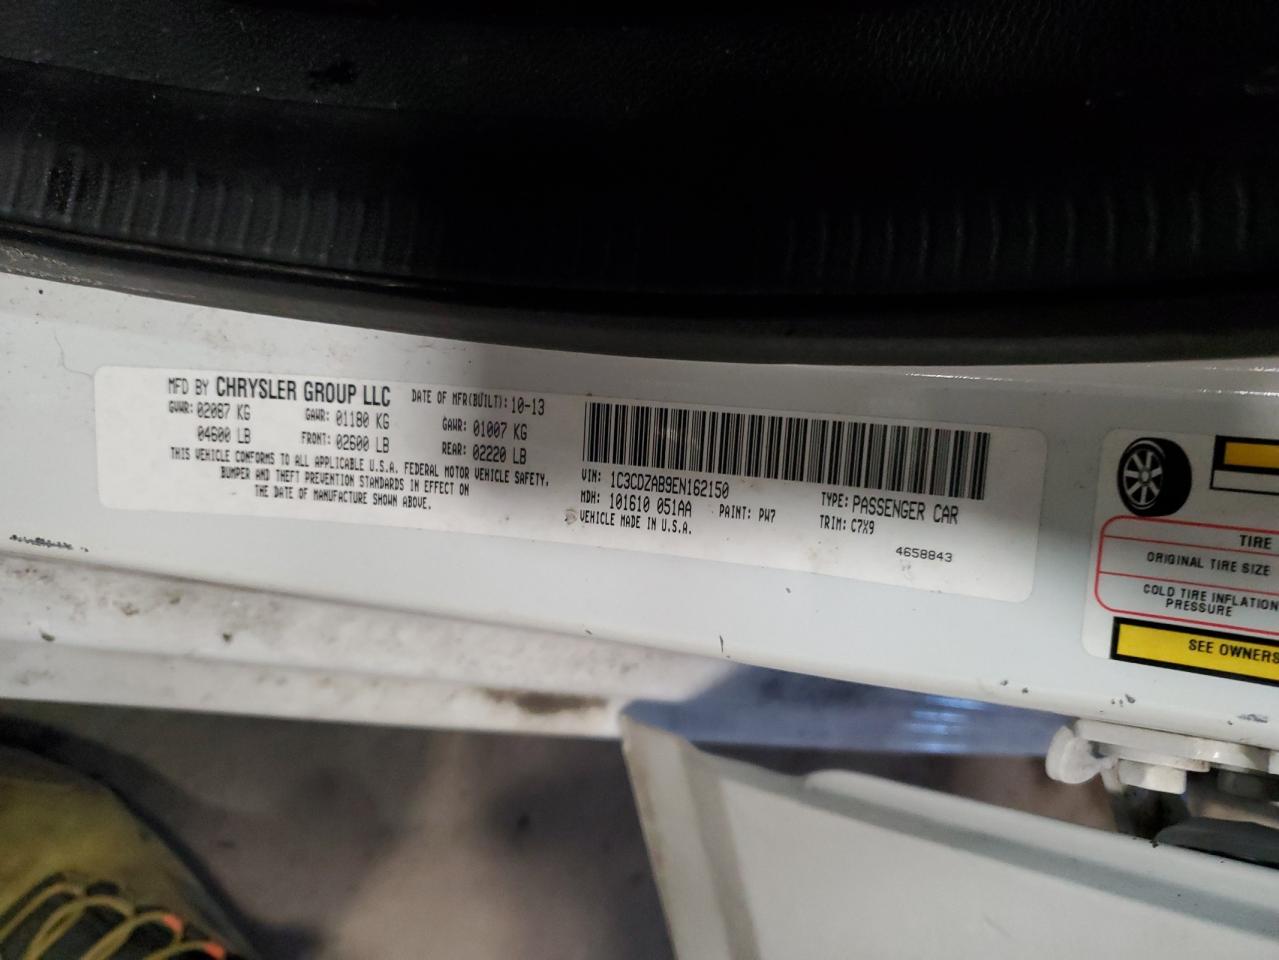 MFD BY CHRYSLER GROUP LLC DATE OF MFR(BUILT): 10-13
GVWR: 02087 KG GAWR: 01180 KG GAWR: 01007 KG
04600 LB FRONT: 02600 LB REAR: 02220 LB
THIS VEHICLE CONFORMS TO ALL APPLICABLE U.S.A. FEDERAL MOTOR VEHICLE SAFETY,
BUMPER AND THEFT PREVENTION STANDARDS IN EFFECT ON
THE DATE OF MANUFACTURE SHOWN ABOVE.
VIN: 1C3CDZAB9EN162150 TYPE: PASSENGER CAR
MDH: 101610 051AA PAINT: PW7 TRIM: C7X9
VEHICLE MADE IN U.S.A.
4658843
TIRE
ORIGINAL TIRE SIZE
COLD TIRE INFLATION
PRESSURE
SEE OWNERS